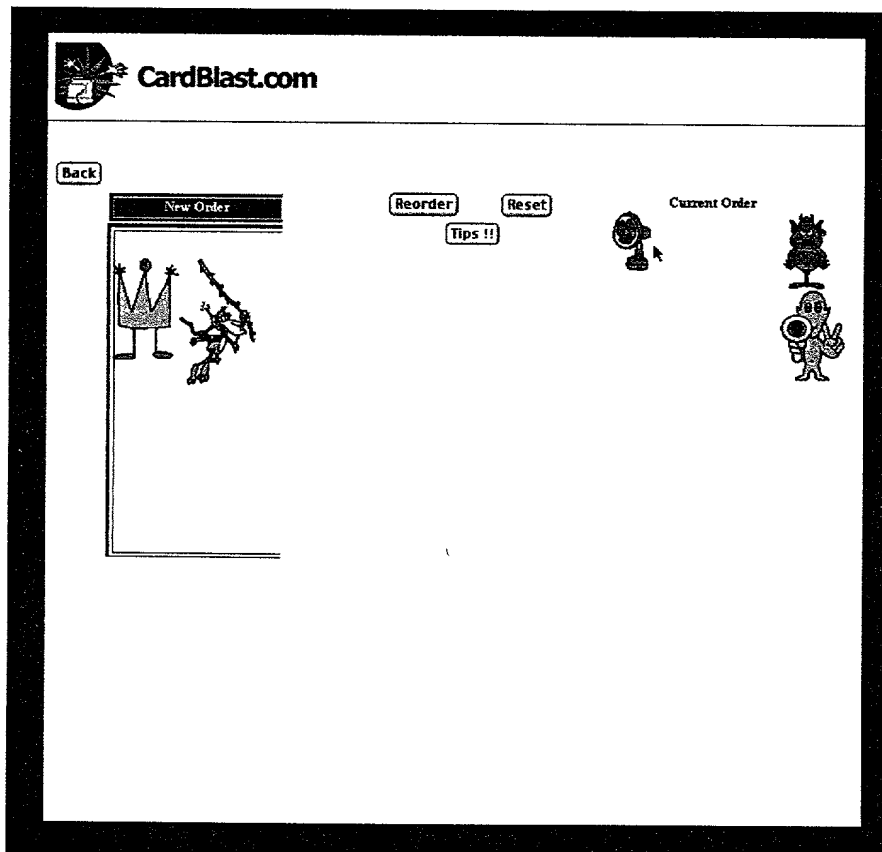 CardBlast.com
Back
New Order
Reorder
Reset
Current Order
Tips !!